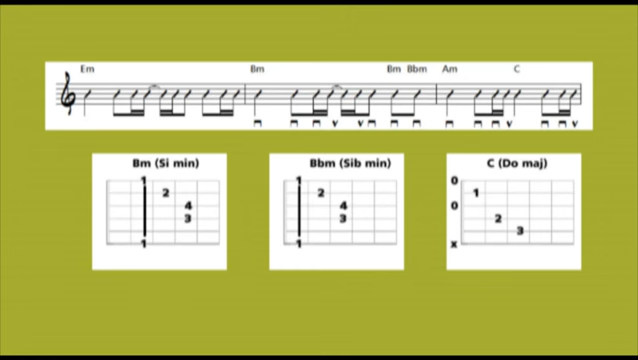 Em Bm Bm Bbm Am C
Bm (Si min) Bbm (Sib min) C (Do maj)
1 1 0
2 2 1
4 4 0
3 3 2
3
1 1 x